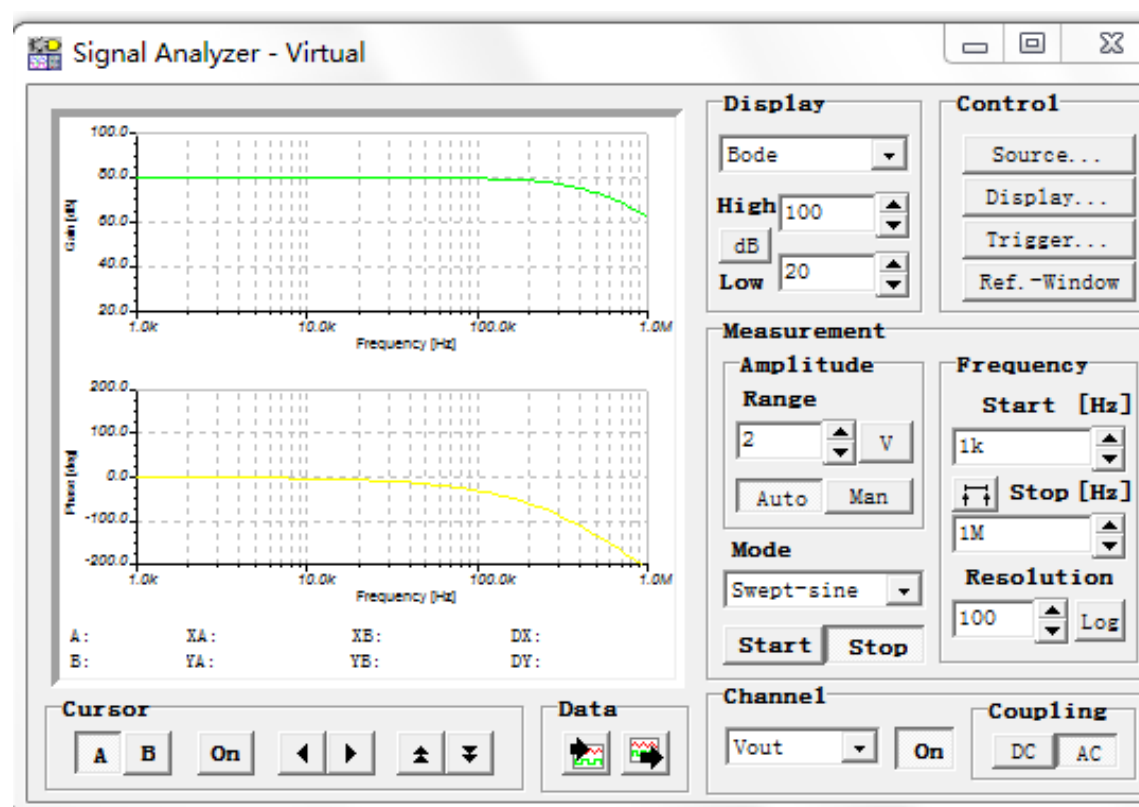 Signal Analyzer - Virtual
100.0
80.0
60.0
40.0
20.0
Gain [dB]
1.0k 10.0k 100.0k 1.0M
Frequency [Hz]
200.0
100.0
0.0
-100.0
-200.0
Phase [deg]
1.0k 10.0k 100.0k 1.0M
Frequency [Hz]
A: XA: XB: DX:
B: YA: YB: DY:
Cursor
A B On
Data
Display
Bode
High 100
dB
Low 20
Control
Source...
Display...
Trigger...
Ref.-Window
Measurement
Amplitude
Range
2 V
Auto Man
Mode
Swept-sine
Start Stop
Frequency
Start [Hz]
1k
Stop [Hz]
1M
Resolution
100 Log
Channel
Vout On
Coupling
DC AC